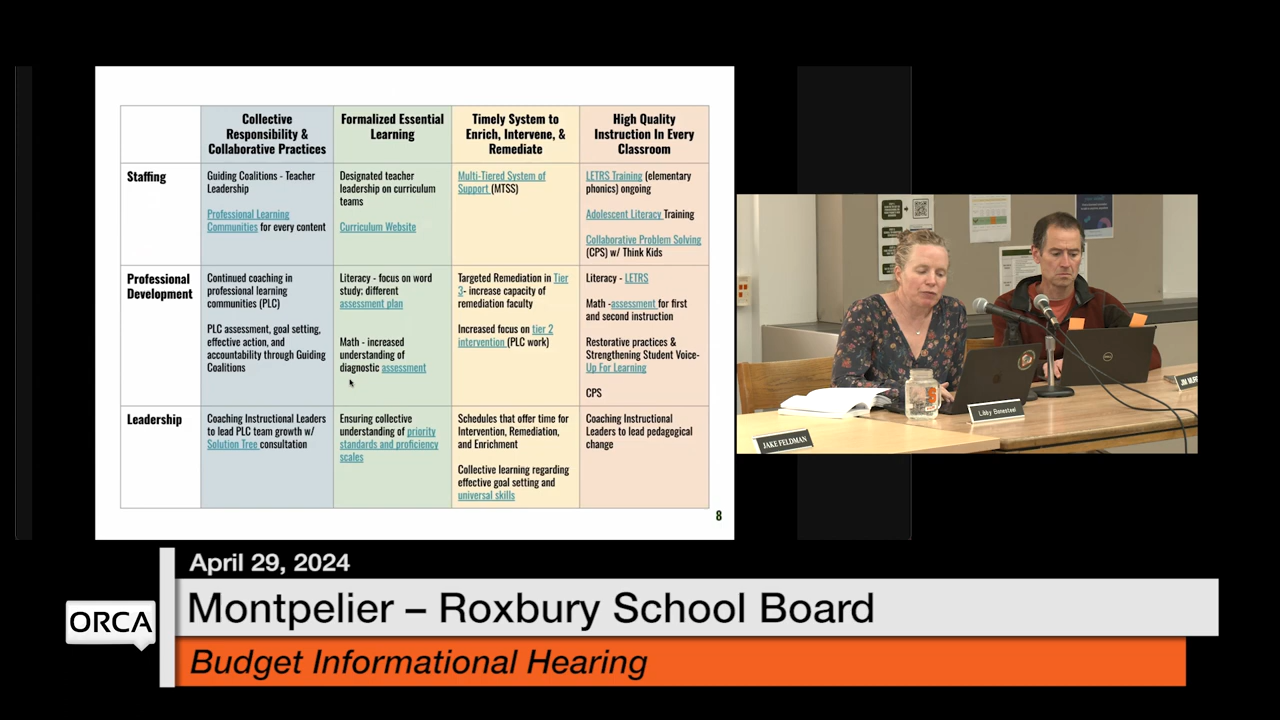 Collective
Responsibility &
Collaborative Practices
Formalized Essential
Learning
Timely System to
Enrich, Intervene, &
Remediate
High Quality
Instruction In Every
Classroom
Staffing
Guiding Coalitions - Teacher
Leadership
Professional Learning
Communities for every content
Designated teacher
leadership on curriculum
teams
Curriculum Website
Multi-Tiered System of
Support (MTSS)
LETRS Training (elementary
phonics) ongoing
Adolescent Literacy Training
Collaborative Problem Solving
(CPS) w/ Think Kids
Professional
Development
Continued coaching in
professional learning
communities (PLC)
PLC assessment, goal setting,
effective action, and
accountability through Guiding
Coalitions
Literacy - focus on word
study; different
assessment plan
Math - increased
understanding of
diagnostic assessment
Targeted Remediation in Tier
3- increase capacity of
remediation faculty
Increased focus on tier 2
intervention (PLC work)
Literacy - LETRS
Math -assessment for first
and second instruction
Restorative practices &
Strengthening Student Voice-
Up For Learning
CPS
Leadership
Coaching Instructional Leaders
to lead PLC team growth w/
Solution Tree consultation
Ensuring collective
understanding of priority
standards and proficiency
scales
Schedules that offer time for
Intervention, Remediation,
and Enrichment
Collective learning regarding
effective goal setting and
universal skills
Coaching Instructional
Leaders to lead pedagogical
change
8
DELL
Libby Bonesteel
JAKE FELDMAN
April 29, 2024
ORCA
Montpelier – Roxbury School Board
Budget Informational Hearing